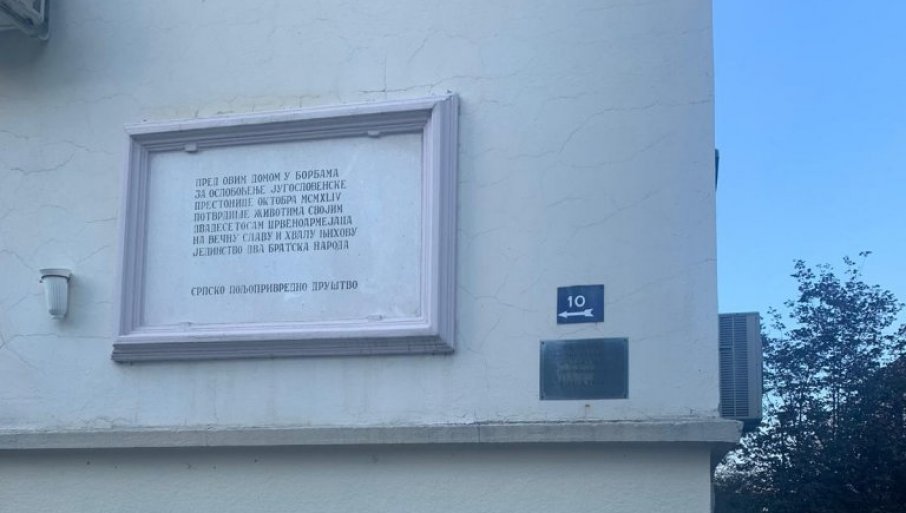 ПРЕД ОВИМ ДОМОМ У БОРБАМА
ЗА ОСЛОБОЂЕЊЕ ЈУГОСЛОВЕНСКЕ
ПРЕСТОНИЦЕ ОКТОБРА MCMXLIV
ПОТВРДИШЕ ЖИВОТИМА СВОЈИМ
ДВАДЕСЕТОСАМ ЦРВЕНОАРМЕЈАЦА
НА ВЕЧНУ СЛАВУ И ХВАЛУ ЊИХОВУ
ЈЕДИНСТВО ДВА БРАТСКА НАРОДА
СРПСКО ПОЉОПРИВРЕДНО ДРУШТВО
10